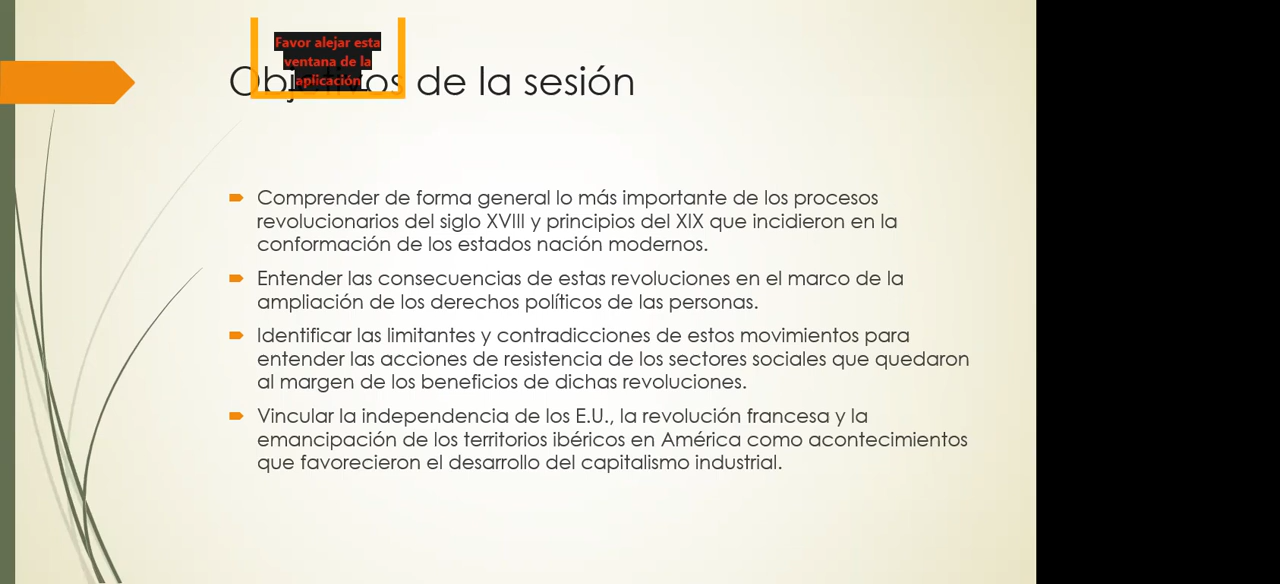 Favor alejar esta
ventana de la
aplicación
Objetivos de la sesión
Comprender de forma general lo más importante de los procesos
revolucionarios del siglo XVIII y principios del XIX que incidieron en la
conformación de los estados nación modernos.
Entender las consecuencias de estas revoluciones en el marco de la
ampliación de los derechos políticos de las personas.
Identificar las limitantes y contradicciones de estos movimientos para
entender las acciones de resistencia de los sectores sociales que quedaron
al margen de los beneficios de dichas revoluciones.
Vincular la independencia de los E.U., la revolución francesa y la
emancipación de los territorios ibéricos en América como acontecimientos
que favorecieron el desarrollo del capitalismo industrial.